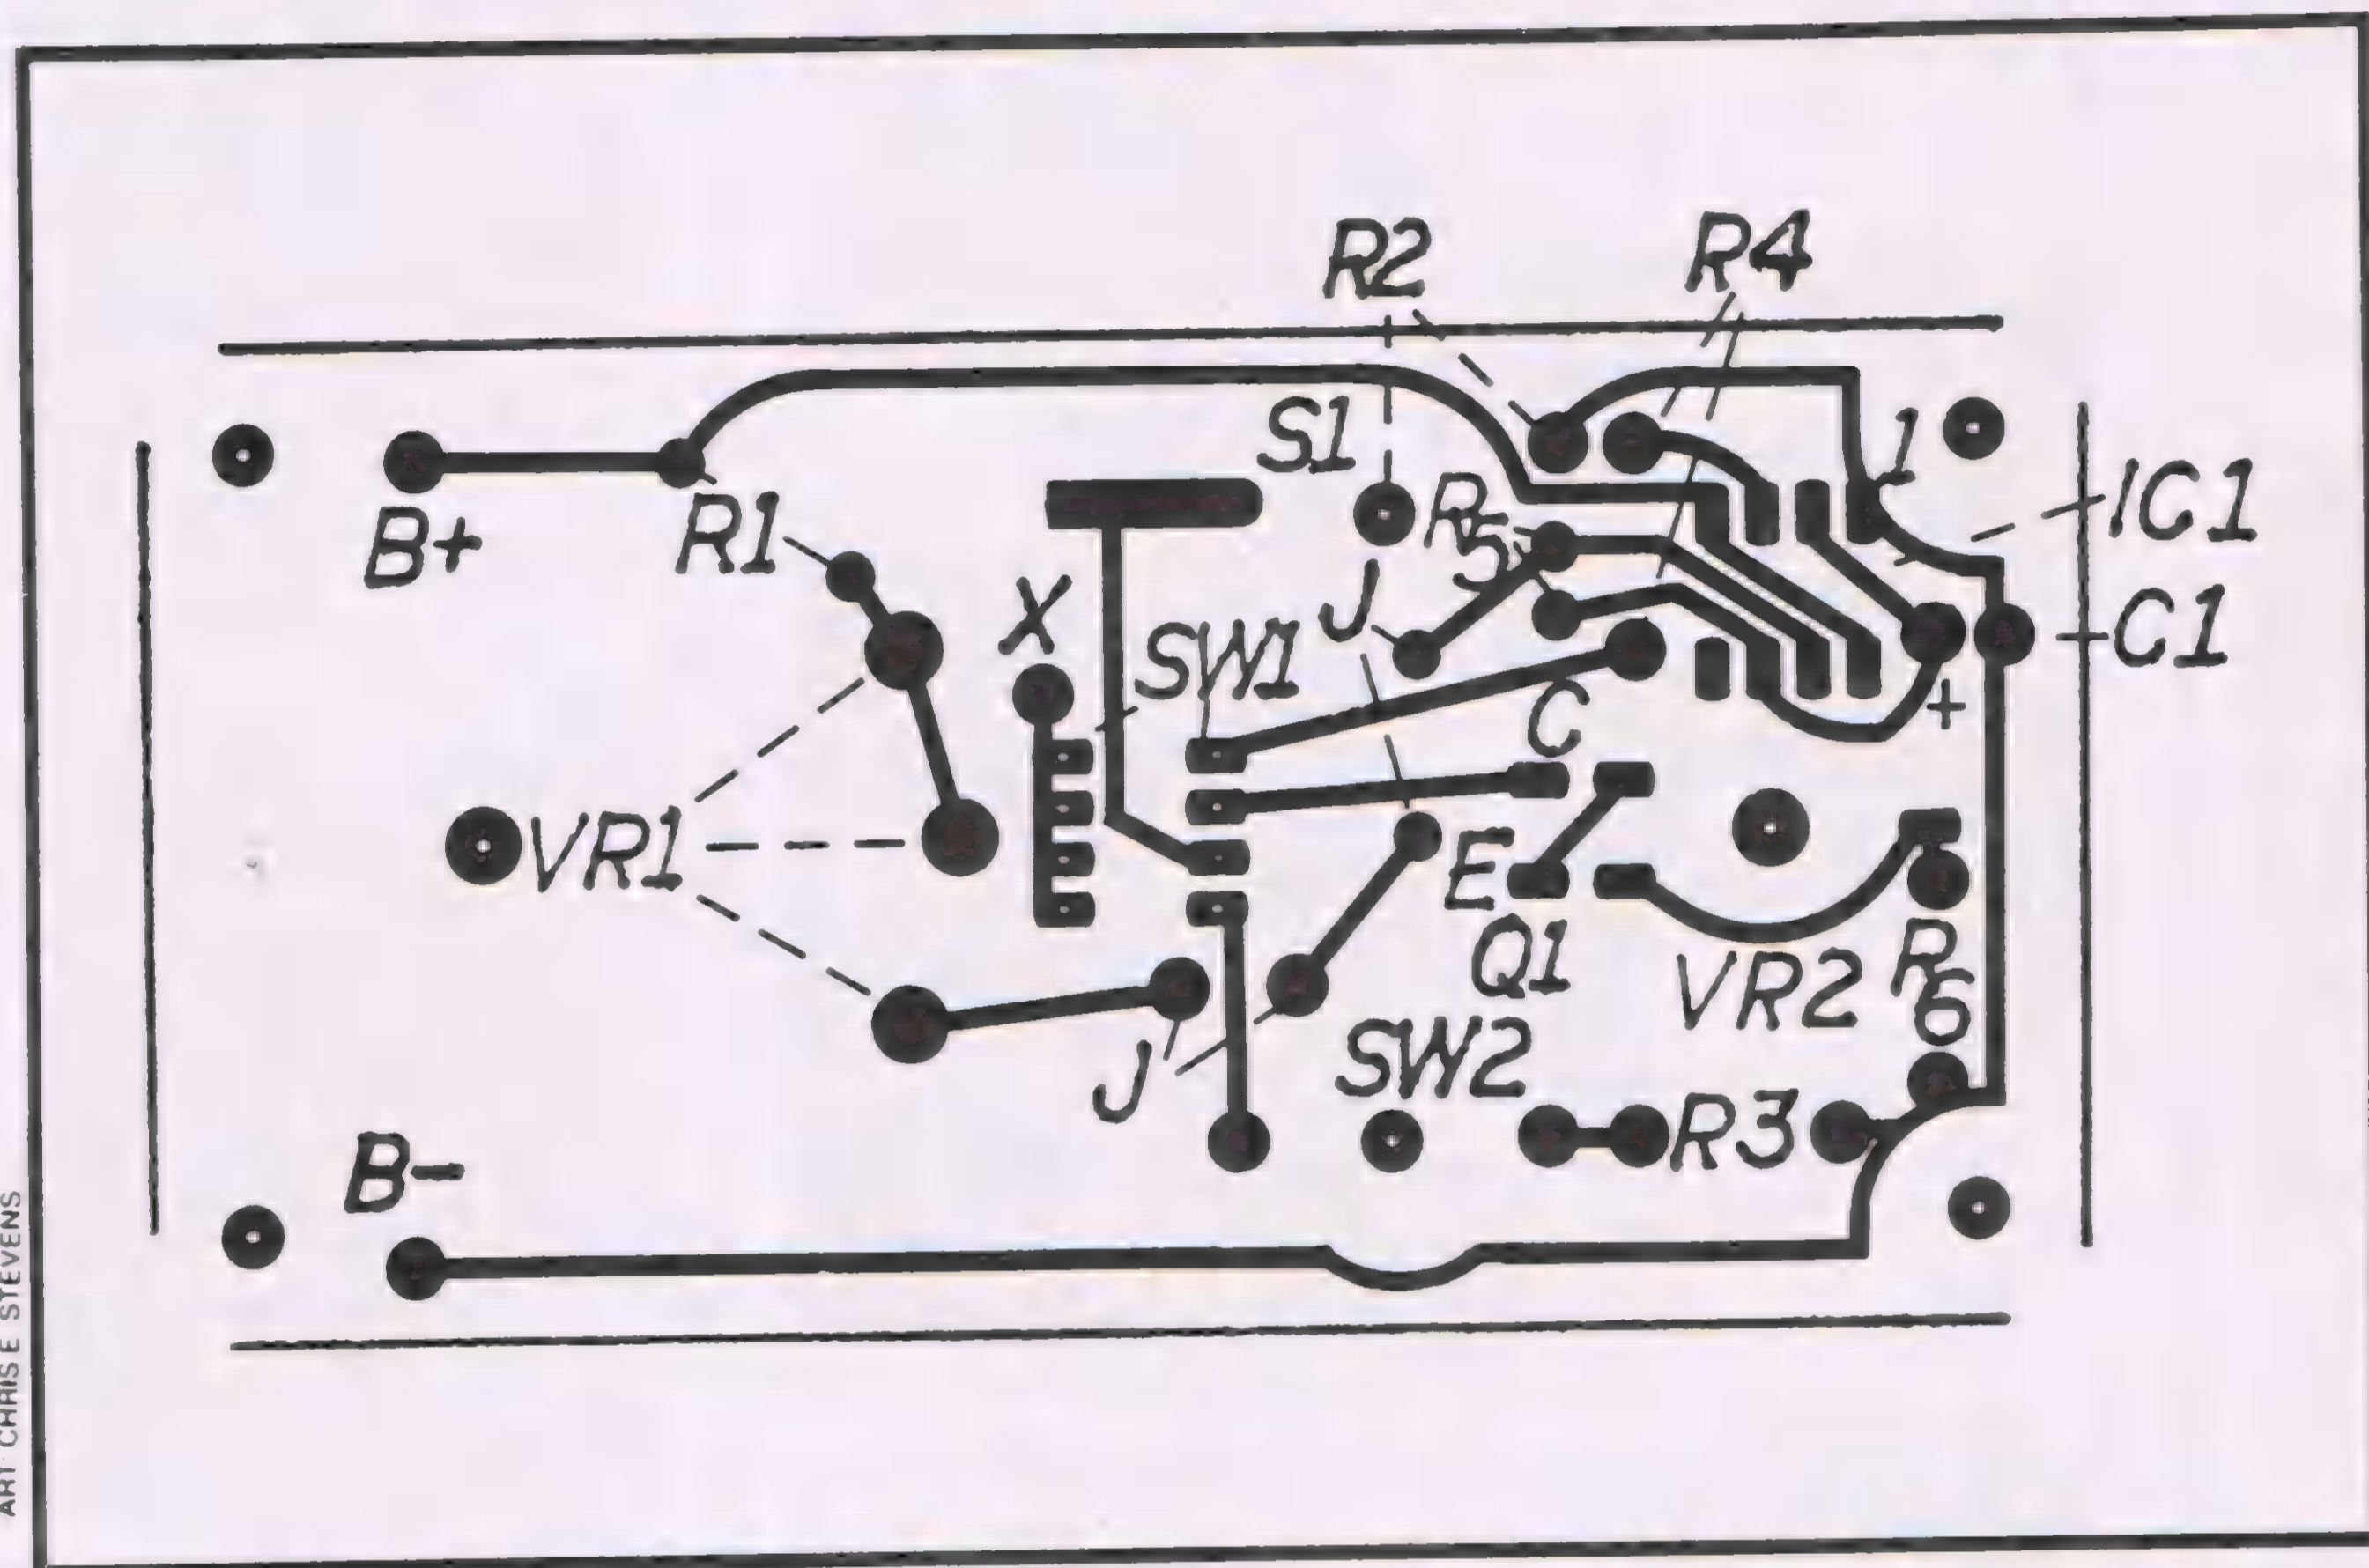 R2
R4
S1
1
B+
R1
R5
IC1
X
SW1
J
C1
C
+
VR1
E
Q1
VR2
R6
J
SW2
R3
B-
ART CHRIS E STEVENS